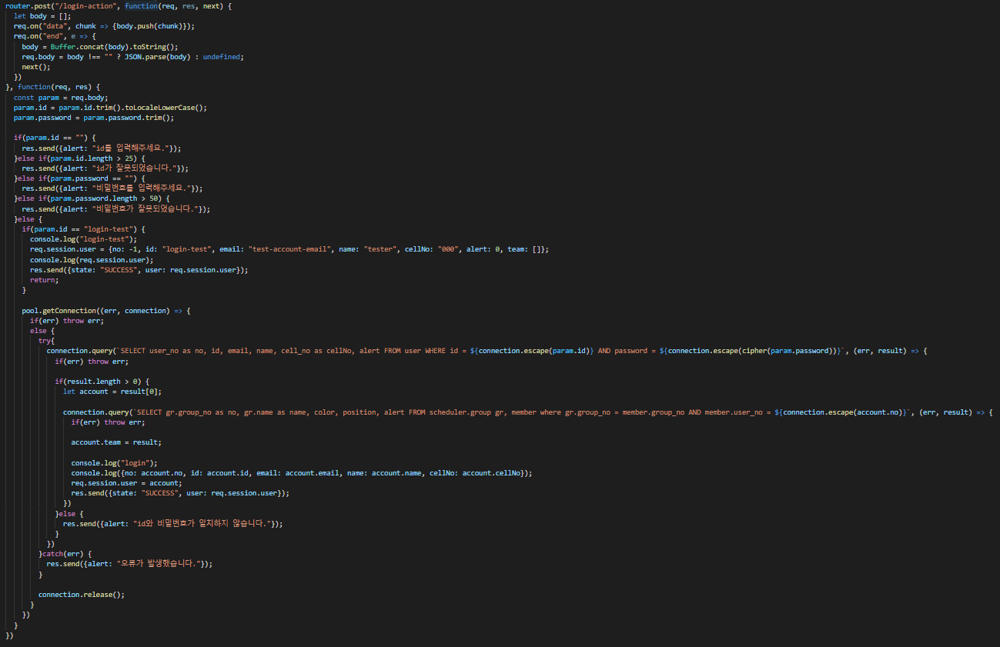 router.post("/login-action", function(req, res, next) {
  let body = [];
  req.on("data", chunk => {body.push(chunk)});
  req.on("end", e => {
    body = Buffer.concat(body).toString();
    req.body = body !== "" ? JSON.parse(body) : undefined;
    next();
  })
}, function(req, res) {
  const param = req.body;
  param.id = param.id.trim().toLocaleLowerCase();
  param.password = param.password.trim();

  if(param.id == "") {
    res.send({alert: "id를 입력해주세요."});
  }else if(param.id.length > 25) {
    res.send({alert: "id가 잘못되었습니다."});
  }else if(param.password == "") {
    res.send({alert: "비밀번호를 입력해주세요."});
  }else if(param.password.length > 50) {
    res.send({alert: "비밀번호가 잘못되었습니다."});
  }else {
    if(param.id == "login-test") {
      console.log("login-test");
      req.session.user = {no: -1, id: "login-test", email: "test-account-email", name: "tester", cellNo: "000", alert: 0, team: []};
      console.log(req.session.user);
      res.send({state: "SUCCESS", user: req.session.user});
      return;
    }

    pool.getConnection((err, connection) => {
      if(err) throw err;
      else {
        try{
          connection.query(`SELECT user_no as no, id, email, name, cell_no as cellNo, alert FROM user WHERE id = ${connection.escape(param.id)} AND password = ${connection.escape(cipher(param.password))}`, (err, result) => {
            if(err) throw err;

            if(result.length > 0) {
              let account = result[0];

              connection.query(`SELECT gr.group_no as no, gr.name as name, color, position, alert FROM scheduler.group gr, member where gr.group_no = member.group_no AND member.user_no = ${connection.escape(account.no)}`, (err, result) => {
                if(err) throw err;

                account.team = result;

                console.log("login");
                console.log({no: account.no, id: account.id, email: account.email, name: account.name, cellNo: account.cellNo});
                req.session.user = account;
                res.send({state: "SUCCESS", user: req.session.user});
              })
            }else {
              res.send({alert: "id와 비밀번호가 일치하지 않습니다."});
            }
          })
        }catch(err) {
          res.send({alert: "오류가 발생했습니다."});
        }

        connection.release();
      }
    })
  }
})